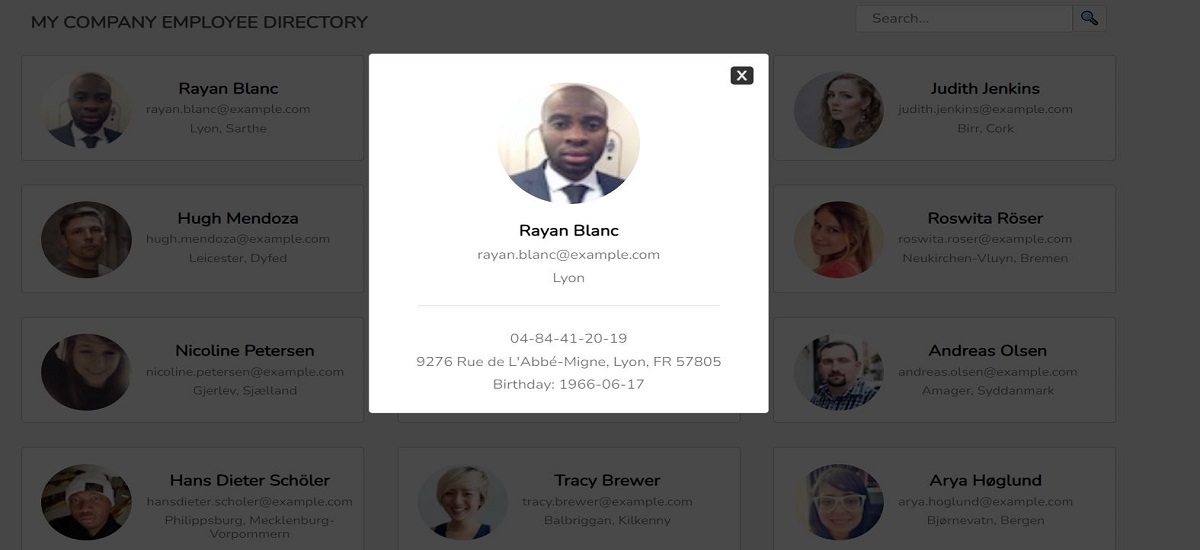 MY COMPANY EMPLOYEE DIRECTORY
Search...
Rayan Blanc
rayan.blanc@example.com
Lyon, Sarthe
X
Rayan Blanc
rayan.blanc@example.com
Lyon
04-84-41-20-19
9276 Rue de L'Abbé-Migne, Lyon, FR 57805
Birthday: 1966-06-17
Judith Jenkins
judith.jenkins@example.com
Birr, Cork
Hugh Mendoza
hugh.mendoza@example.com
Leicester, Dyfed
Roswita Röser
roswita.roser@example.com
Neukirchen-Vluyn, Bremen
Nicoline Petersen
nicoline.petersen@example.com
Gjerlev, Sjælland
Andreas Olsen
andreas.olsen@example.com
Amager, Syddanmark
Hans Dieter Schöler
hansdieter.scholer@example.com
Philippsburg, Mecklenburg-
Vorpommern
Tracy Brewer
tracy.brewer@example.com
Balbriggan, Kilkenny
Arya Høglund
arya.hoglund@example.com
Bjørnevatn, Bergen